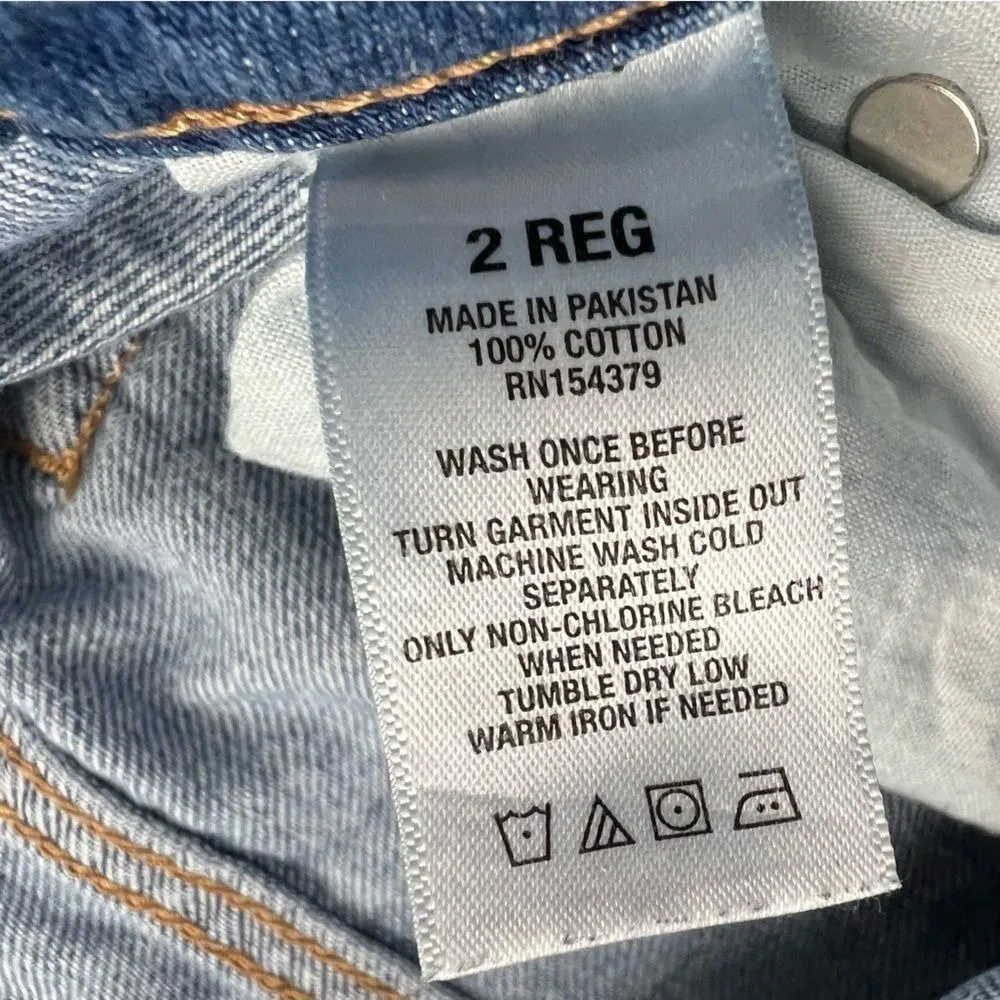 2 REG
MADE IN PAKISTAN
100% COTTON
RN154379
WASH ONCE BEFORE
WEARING
TURN GARMENT INSIDE OUT
MACHINE WASH COLD
SEPARATELY
ONLY NON-CHLORINE BLEACH
WHEN NEEDED
TUMBLE DRY LOW
WARM IRON IF NEEDED